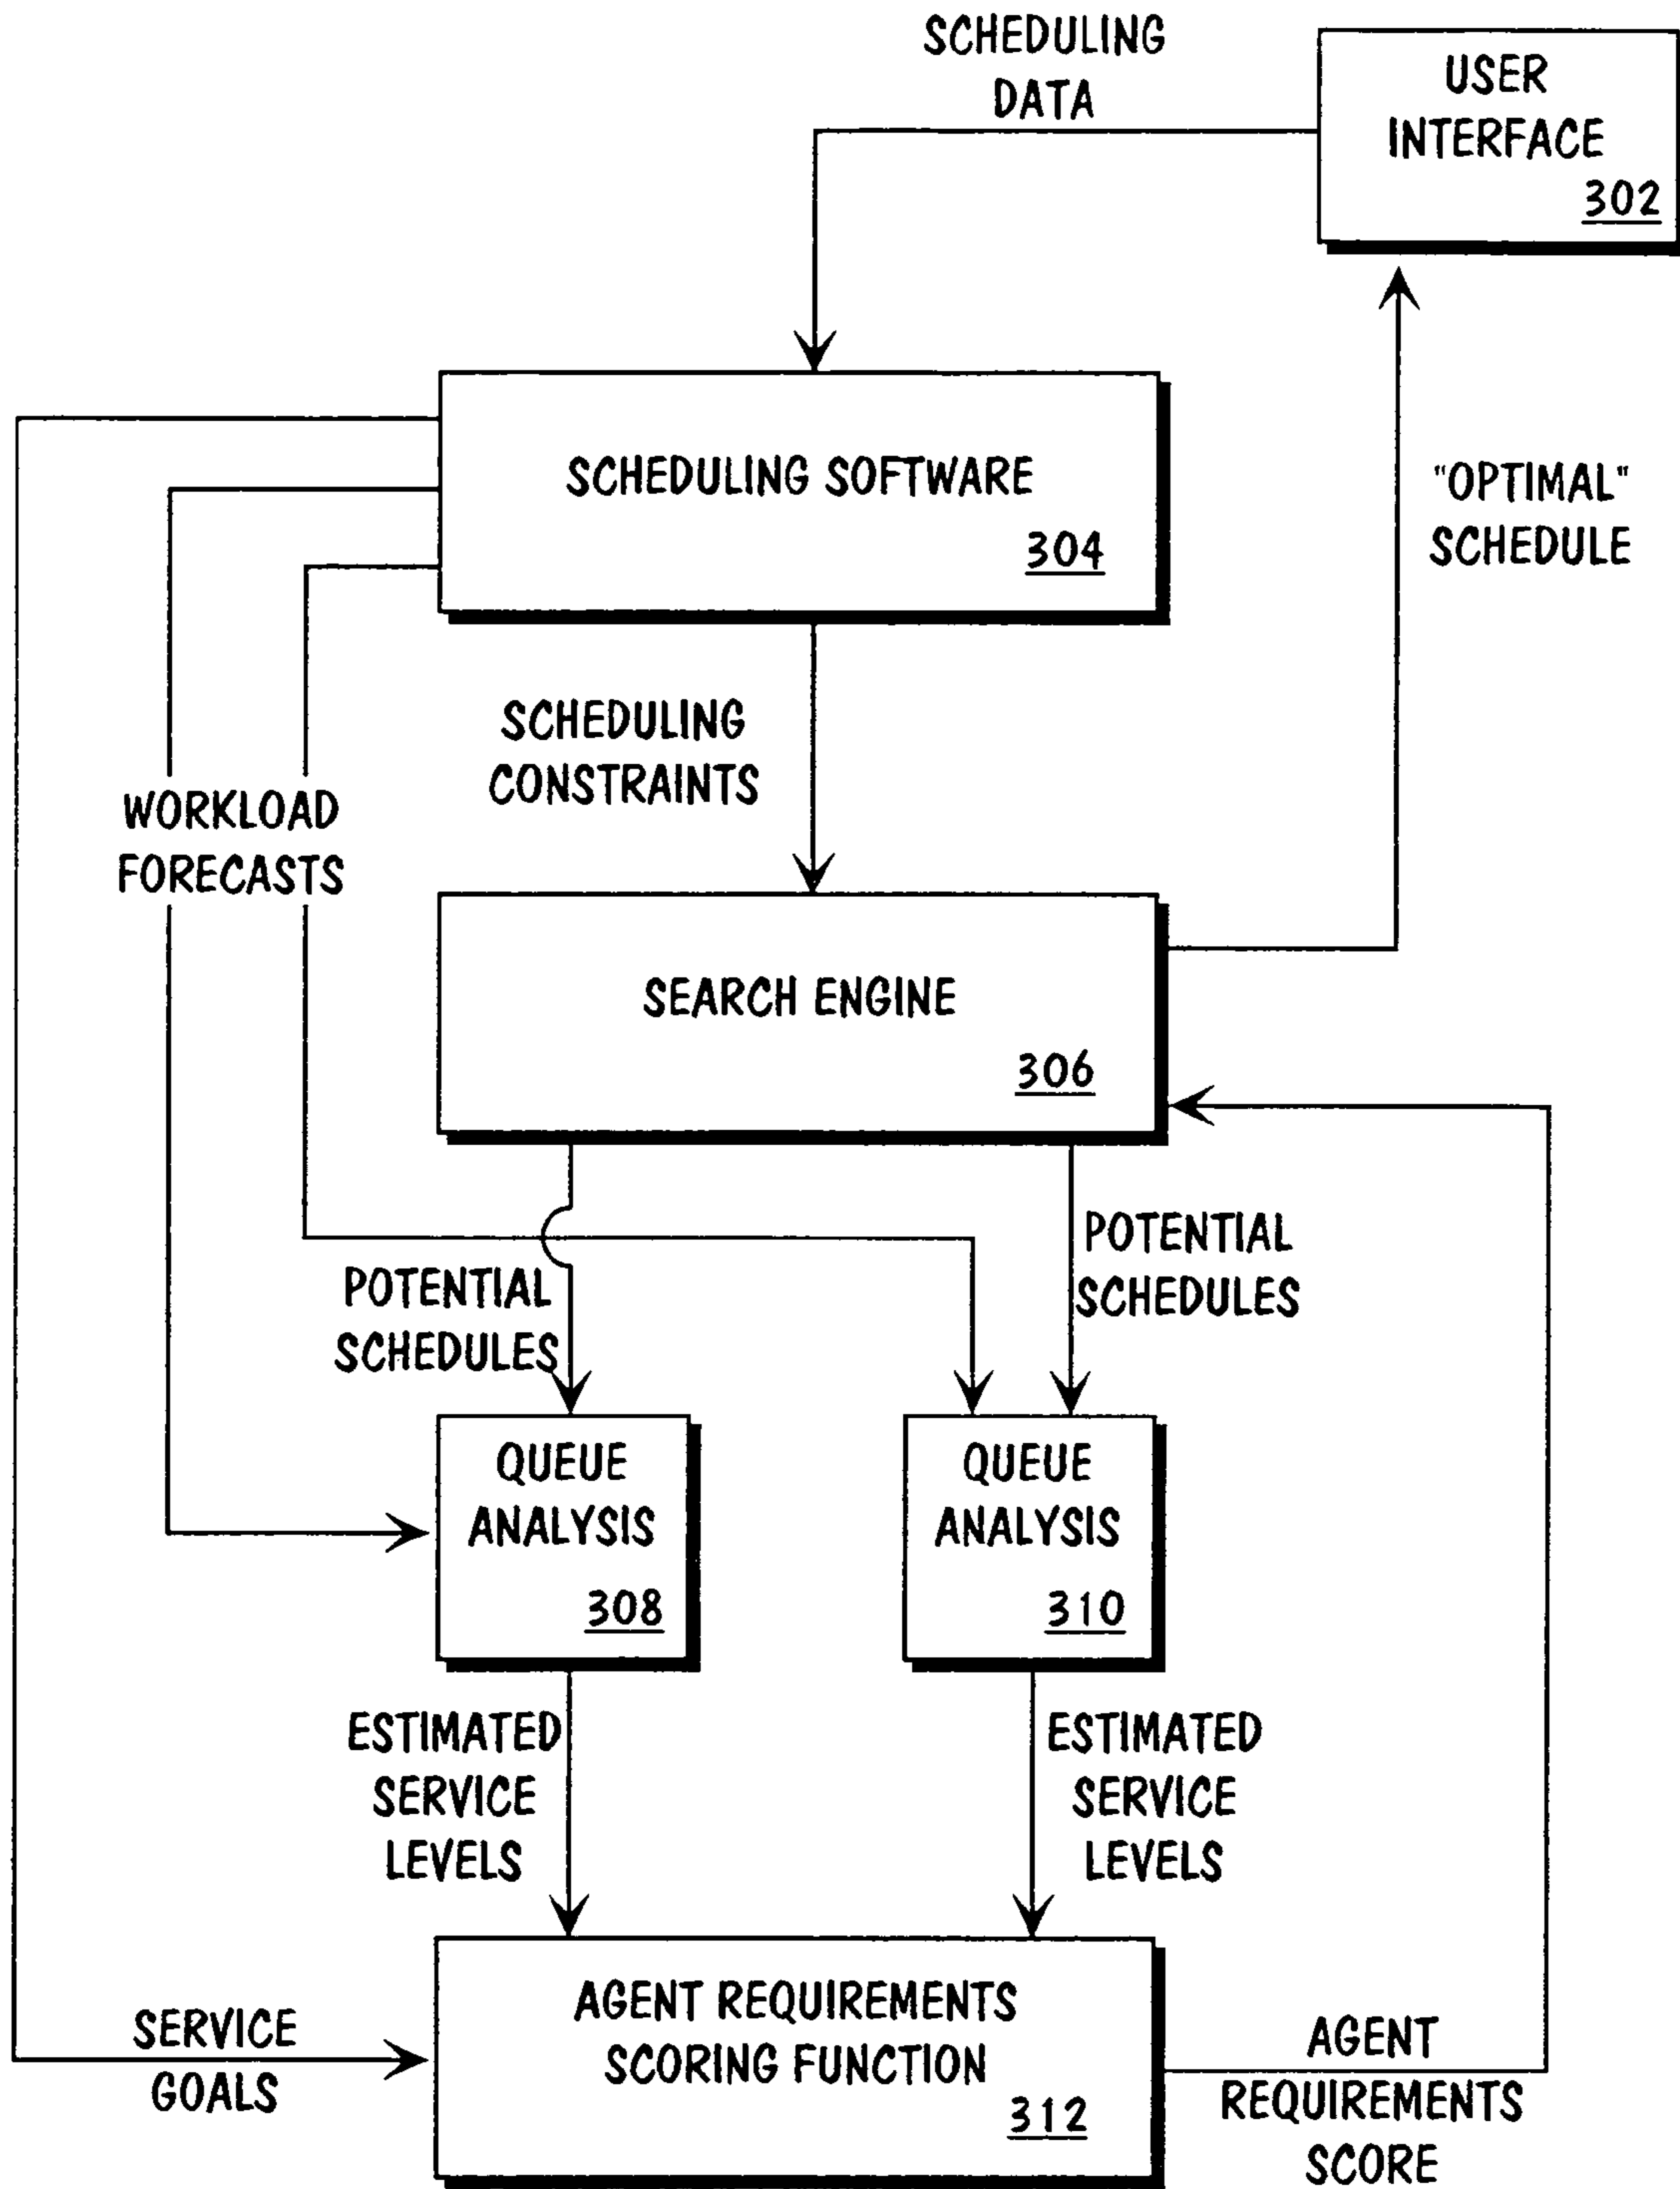 SCHEDULING
DATA
USER
INTERFACE
302
SCHEDULING SOFTWARE
304
"OPTIMAL"
SCHEDULE
SCHEDULING
CONSTRAINTS
WORKLOAD
FORECASTS
SEARCH ENGINE
306
POTENTIAL
SCHEDULES
POTENTIAL
SCHEDULES
QUEUE
ANALYSIS
308
QUEUE
ANALYSIS
310
ESTIMATED
SERVICE
LEVELS
ESTIMATED
SERVICE
LEVELS
SERVICE
GOALS
AGENT REQUIREMENTS
SCORING FUNCTION
312
AGENT
REQUIREMENTS
SCORE